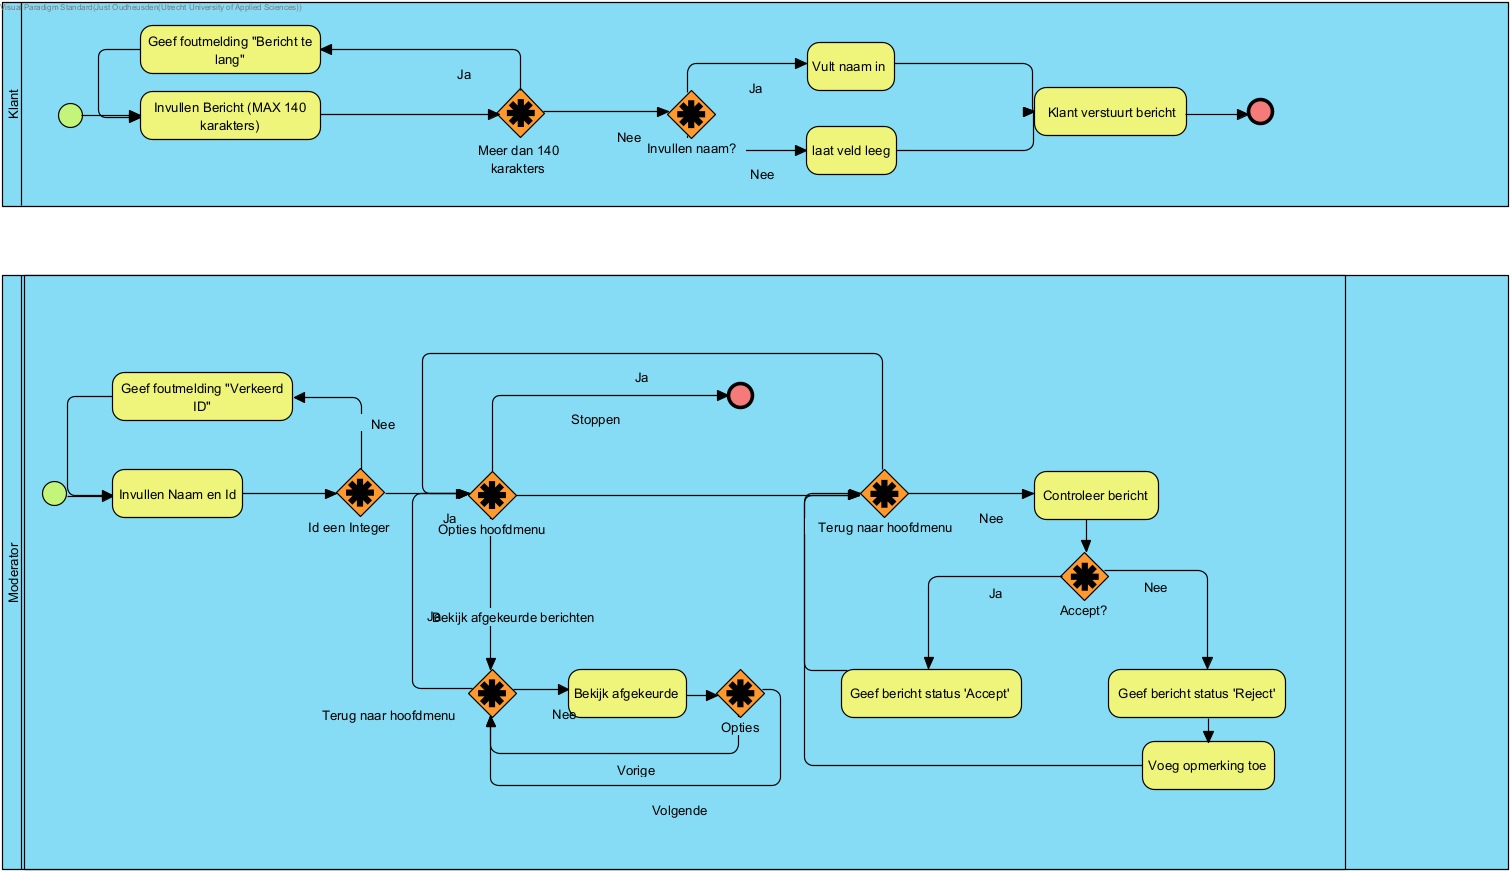 Visual Paradigm Standard(Just Oudheusden(Utrecht University of Applied Sciences))
Klant
Geef foutmelding "Bericht te
lang"
Invullen Bericht (MAX 140
karakters)
Ja
Meer dan 140
karakters
Nee
Invullen naam?
Ja
Nee
Vult naam in
laat veld leeg
Klant verstuurt bericht
Moderator
Geef foutmelding "Verkeerd
ID"
Nee
Invullen Naam en Id
Id een Integer
Ja
Opties hoofdmenu
Ja
Stoppen
Terug naar hoofdmenu
Nee
Controleer bericht
Ja
Nee
Accept?
Ja
Bekijk afgekeurde berichten
Terug naar hoofdmenu
Nee
Bekijk afgekeurde
Opties
Vorige
Volgende
Geef bericht status 'Accept'
Geef bericht status 'Reject'
Voeg opmerking toe